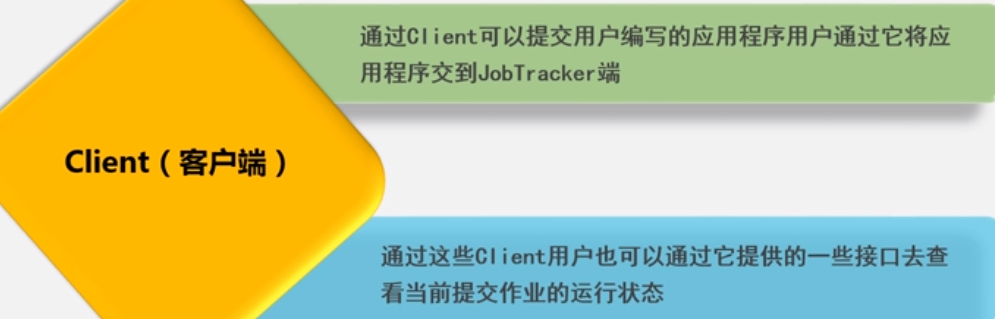 通过Client可以提交用户编写的应用程序用户通过它将应
用程序交到JobTracker端
Client（客户端）
通过这些Client用户也可以通过它提供的一些接口去查
看当前提交作业的运行状态